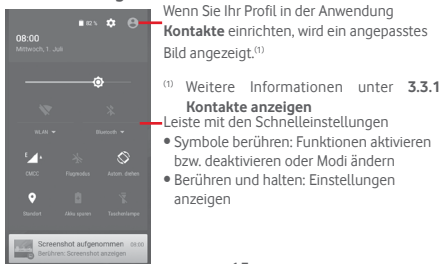 Wenn Sie Ihr Profil in der Anwendung
Kontakte einrichten, wird ein angepasstes
Bild angezeigt.(1)
(1) Weitere Informationen unter 3.3.1
Kontakte anzeigen
Leiste mit den Schnelleinstellungen
• Symbole berühren: Funktionen aktivieren
bzw. deaktivieren oder Modi ändern
• Berühren und halten: Einstellungen
anzeigen
82 %
08:00
Mittwoch, 1. Juli
WLAN Bluetooth
CMCC Flugmodus Autom. drehen
Standort Akku sparen Taschenlampe
Screenshot aufgenommen 08:00
Berühren: Screenshot anzeigen